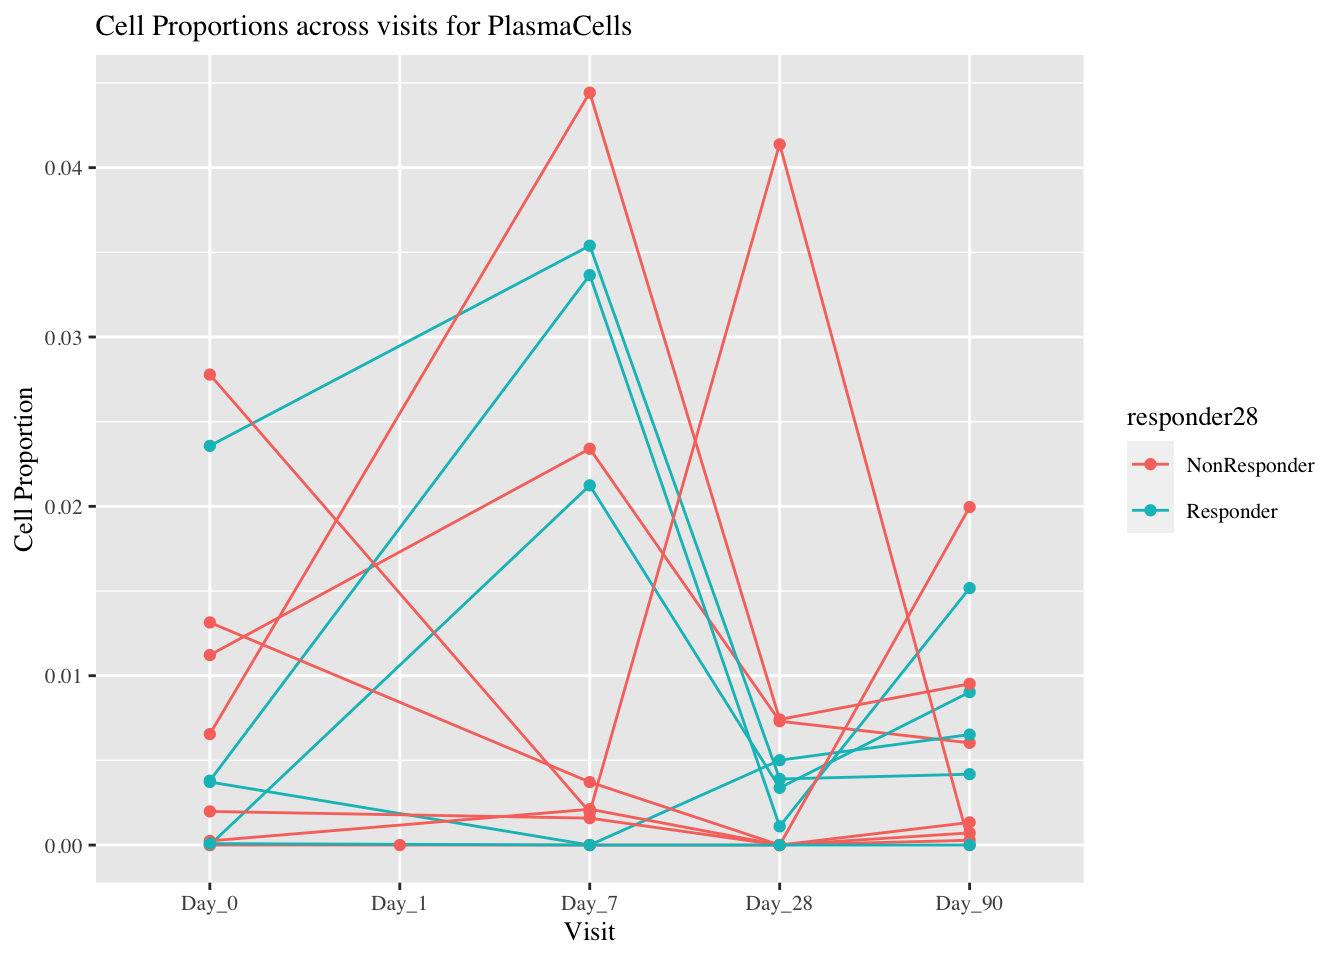 Cell Proportions across visits for PlasmaCells
Cell Proportion
0.04
0.03
0.02
0.01
0.00
Day_0
Day_1
Day_7
Day_28
Day_90
Visit
responder28
NonResponder
Responder